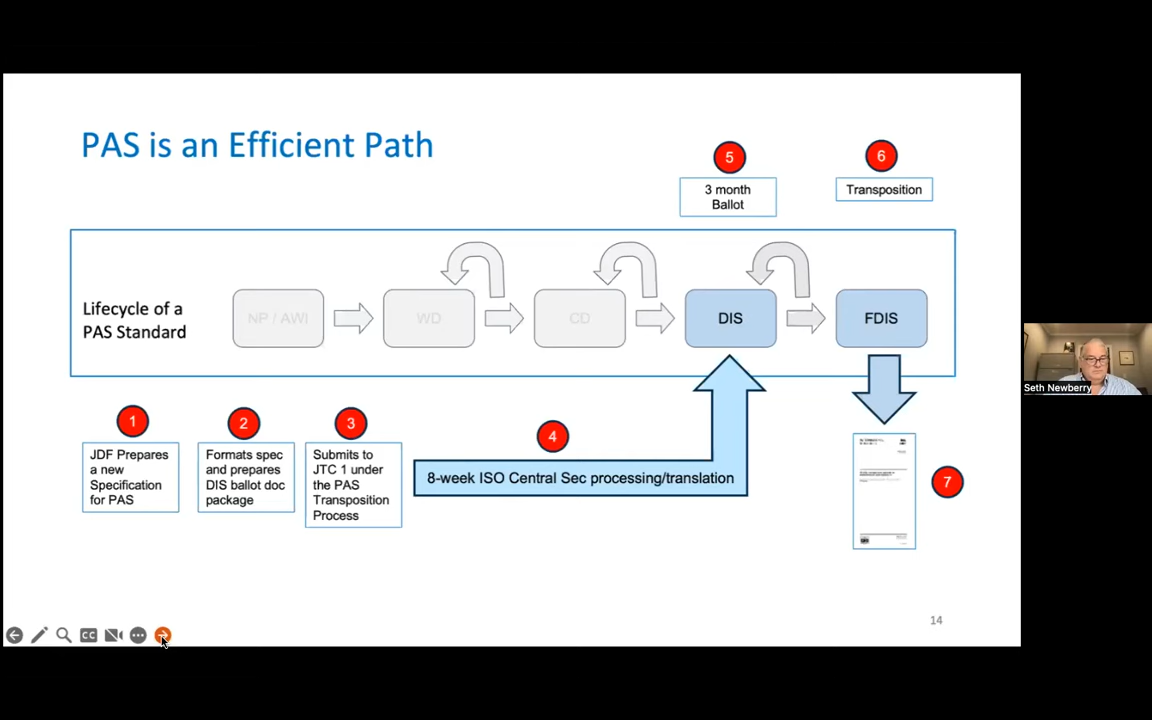 PAS is an Efficient Path
5
3 month
Ballot
6
Transposition
Lifecycle of a
PAS Standard
NP / AWI
WD
CD
DIS
FDIS
1
JDF Prepares
a new
Specification
for PAS
2
Formats spec
and prepares
DIS ballot doc
package
3
Submits to
JTC 1 under
the PAS
Transposition
Process
4
8-week ISO Central Sec processing/translation
7
14
CC
Seth Newberry